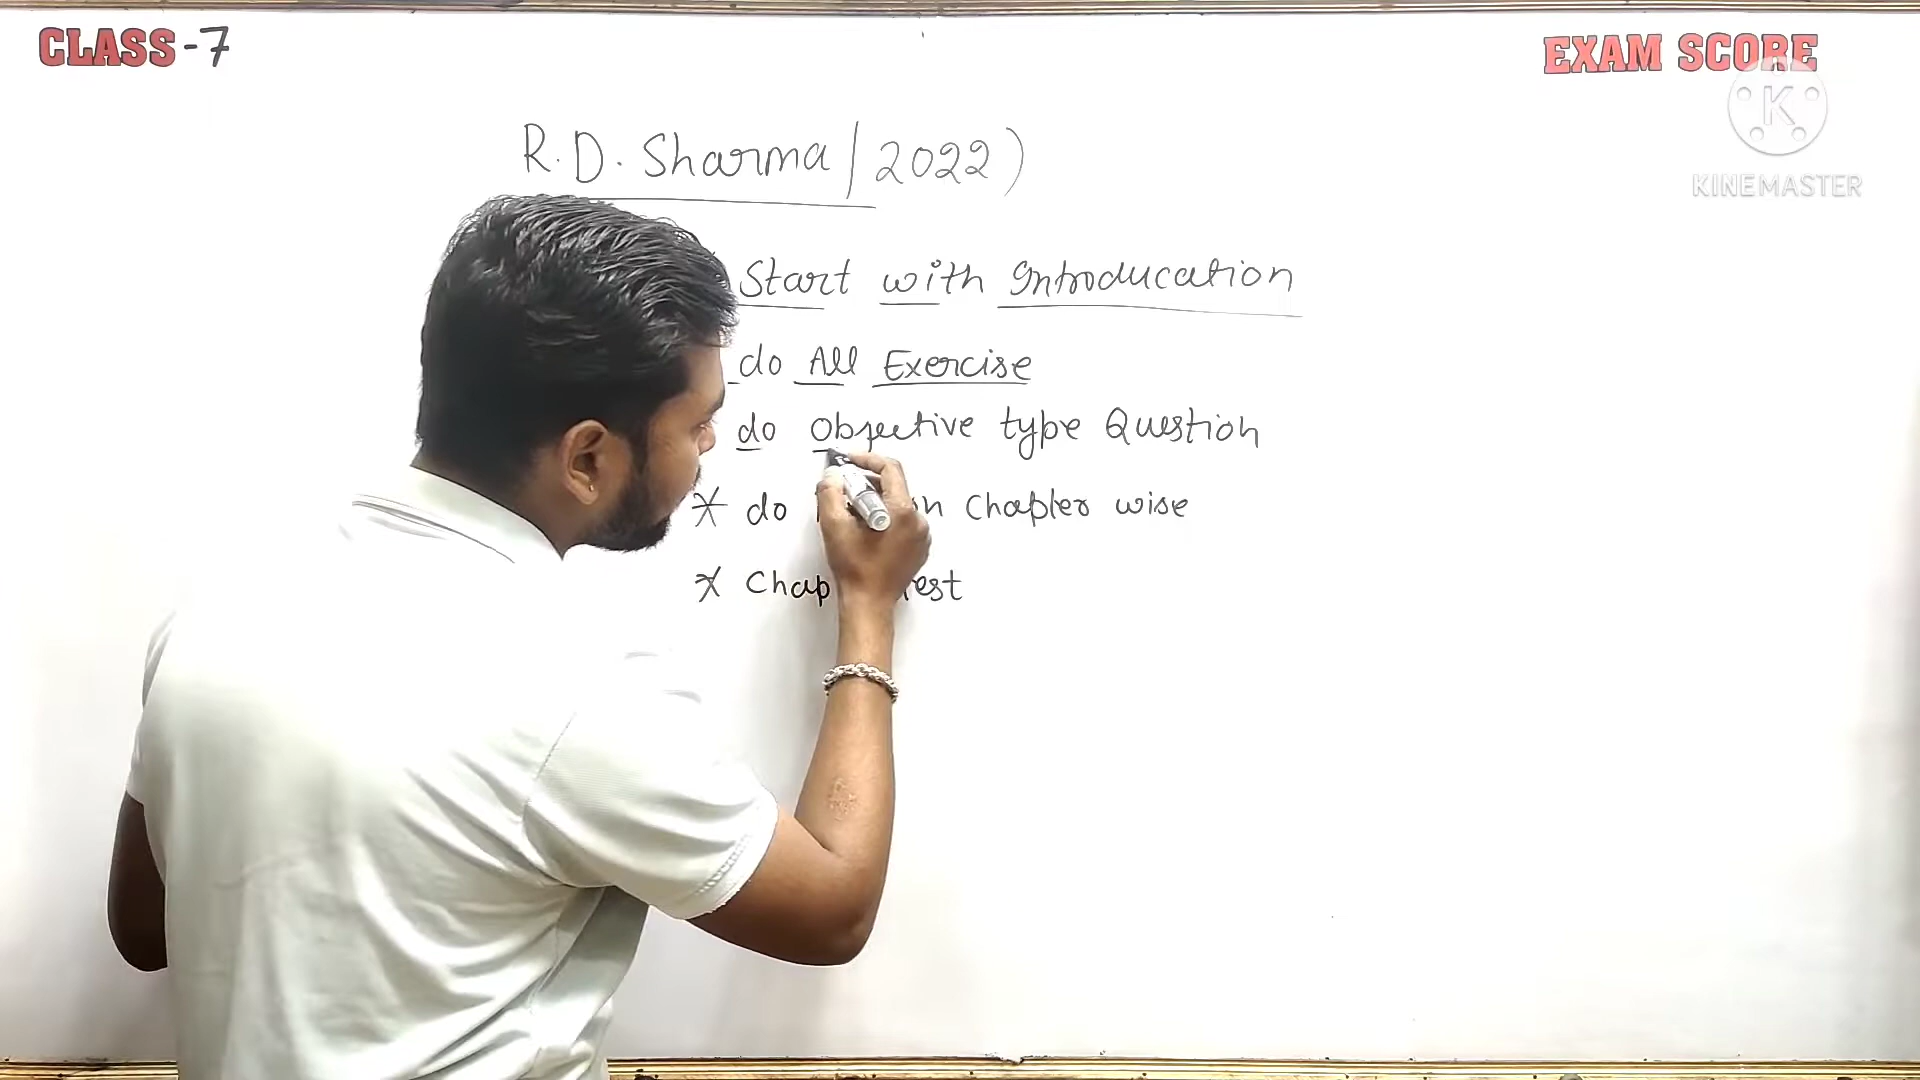 CLASS-7
EXAM SCORE
K
KINEMASTER
R.D. Sharma (2022)
Start with Introducation
do All Exercise
do Objective type Question
* do Chapter wise
* Chap Test